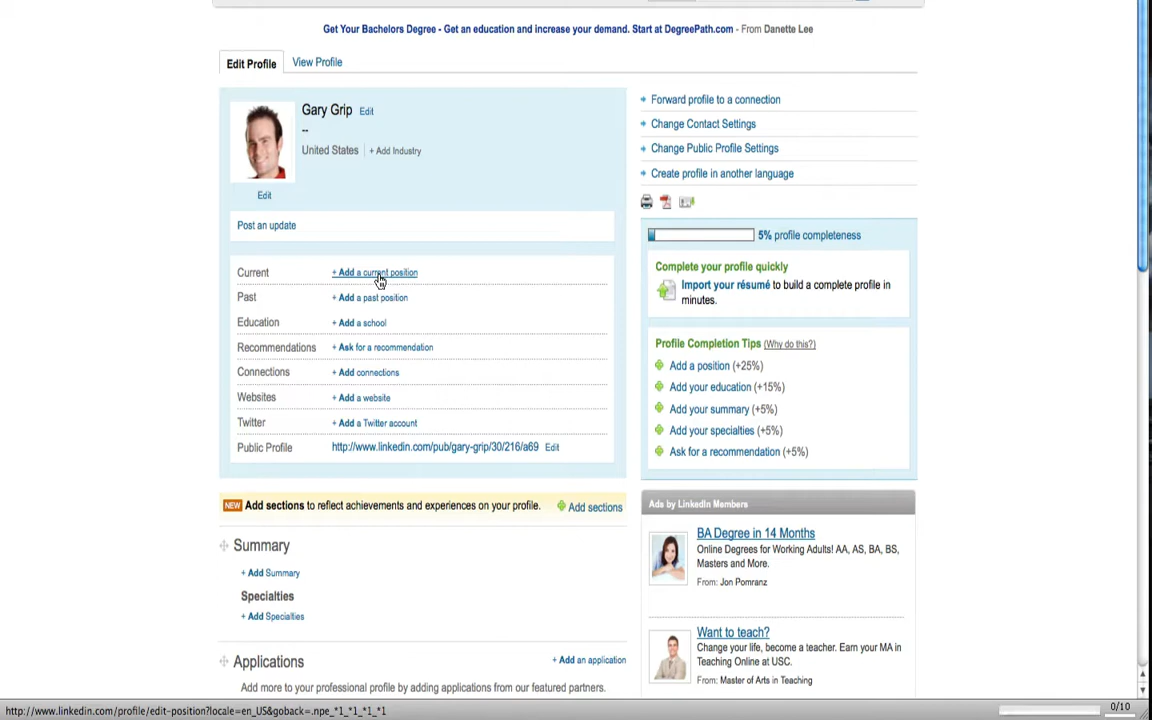 Get Your Bachelors Degree - Get an education and increase your demand. Start at DegreePath.com - From Danette Lee
Edit Profile
View Profile
Gary Grip Edit
--
United States + Add Industry
Edit
Post an update
Current + Add a current position
Past + Add a past position
Education + Add a school
Recommendations + Ask for a recommendation
Connections + Add connections
Websites + Add a website
Twitter + Add a Twitter account
Public Profile http://www.linkedin.com/pub/gary-grip/30/216/a69 Edit
NEW Add sections to reflect achievements and experiences on your profile. Add sections
Summary
+ Add Summary
Specialties
+ Add Specialties
Applications + Add an application
Add more to your professional profile by adding applications from our featured partners.
Forward profile to a connection
Change Contact Settings
Change Public Profile Settings
Create profile in another language
5% profile completeness
Complete your profile quickly
Import your résumé to build a complete profile in
minutes.
Profile Completion Tips (Why do this?)
Add a position (+25%)
Add your education (+15%)
Add your summary (+5%)
Add your specialties (+5%)
Ask for a recommendation (+5%)
Ads by LinkedIn Members
BA Degree in 14 Months
Online Degrees for Working Adults! AA, AS, BA, BS,
Masters and More.
From: Jon Pomranz
Want to teach?
Change your life, become a teacher. Earn your MA in
Teaching Online at USC.
From: Master of Arts in Teaching
http://www.linkedin.com/profile/edit-position?locale=en_US&goback=.npe_*1_*1_*1_*1
0/10